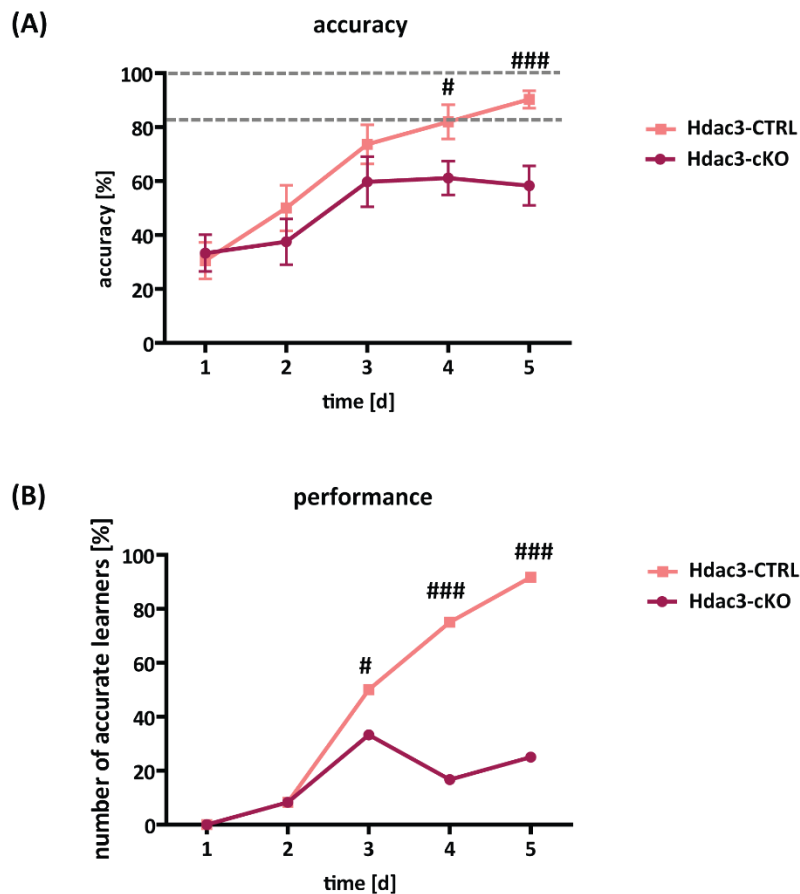 (A)
accuracy
###
#
100
80
60
40
20
0
accuracy [%]
1 2 3 4 5
time [d]
Hdac3-CTRL
Hdac3-cKO
(B)
performance
###
###
#
100
80
60
40
20
0
number of accurate learners [%]
1 2 3 4 5
time [d]
Hdac3-CTRL
Hdac3-cKO